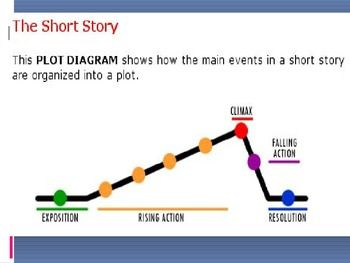 The Short Story
This PLOT DIAGRAM shows how the main events in a short story
are organized into a plot.
CLIMAX
FALLING
ACTION
EXPOSITION
RISING ACTION
RESOLUTION